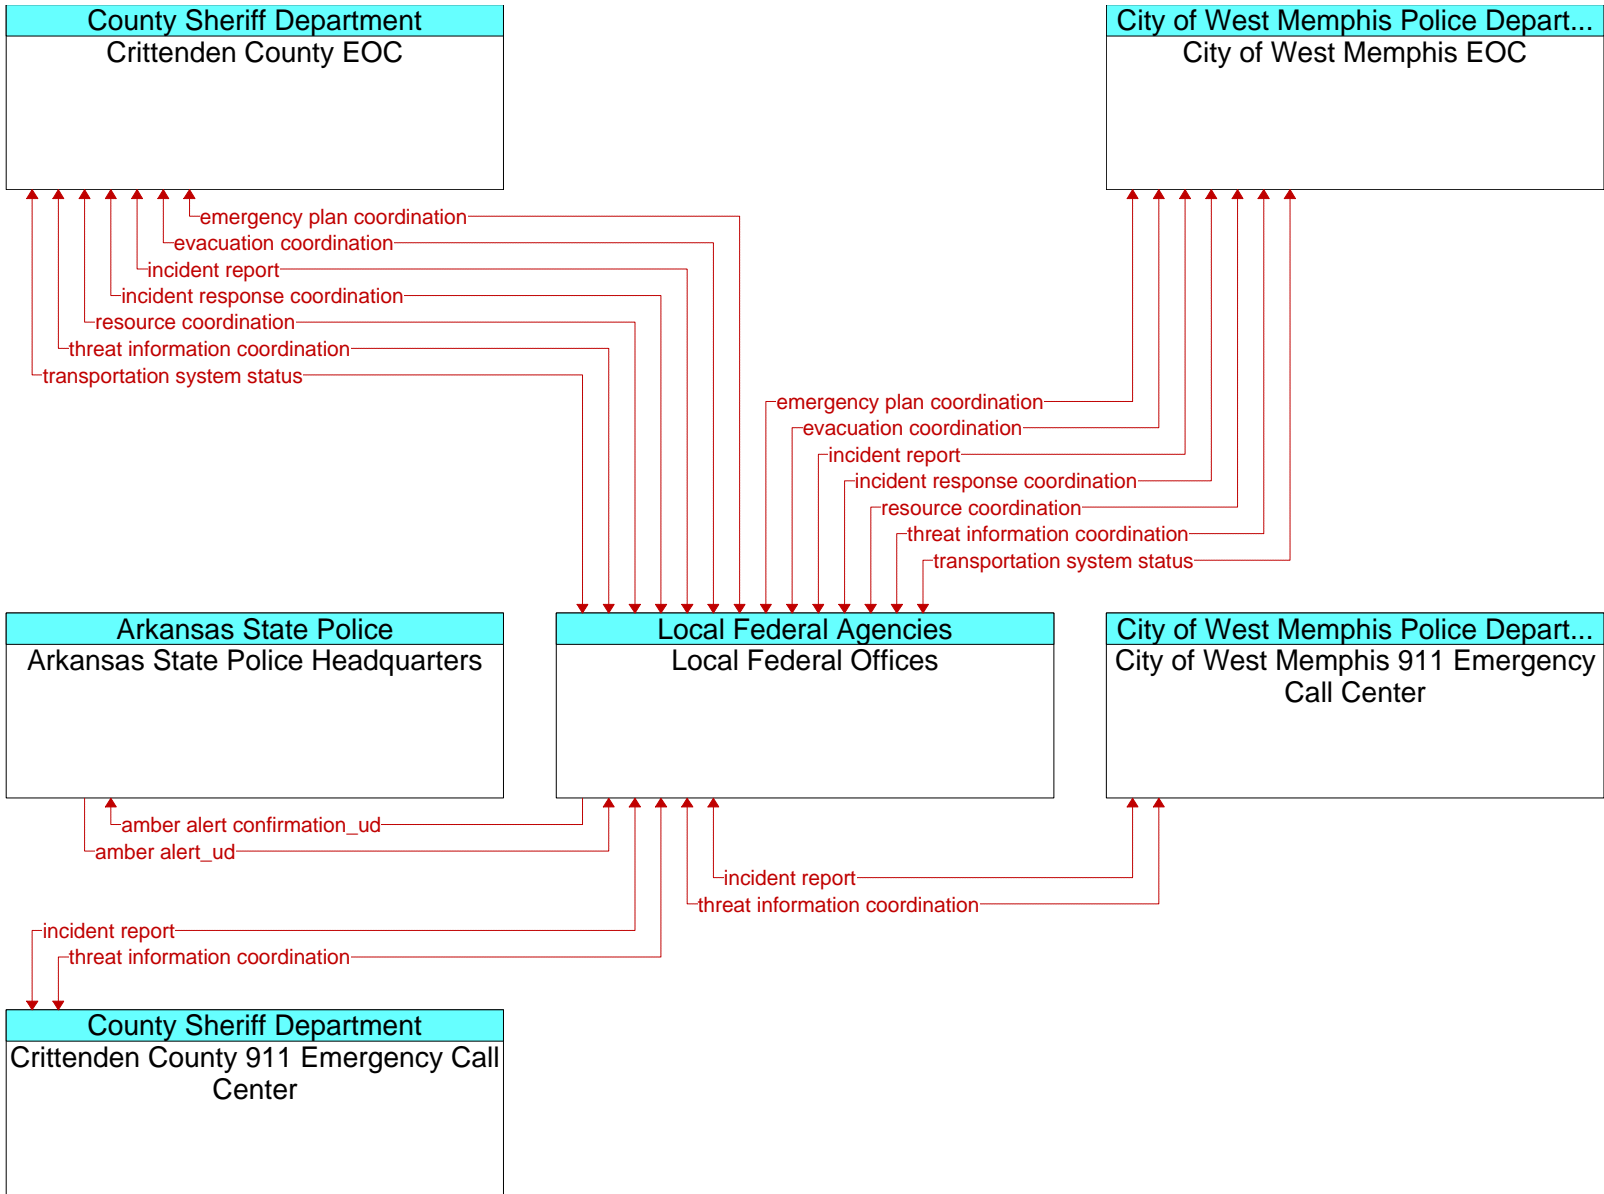 County Sheriff Department
Crittenden County EOC
City of West Memphis Police Depart...
City of West Memphis EOC
emergency plan coordination
evacuation coordination
incident report
incident response coordination
resource coordination
threat information coordination
transportation system status
emergency plan coordination
evacuation coordination
incident report
incident response coordination
resource coordination
threat information coordination
transportation system status
Arkansas State Police
Arkansas State Police Headquarters
Local Federal Agencies
Local Federal Offices
City of West Memphis Police Depart...
City of West Memphis 911 Emergency
Call Center
amber alert confirmation_ud
amber alert_ud
incident report
threat information coordination
incident report
threat information coordination
County Sheriff Department
Crittenden County 911 Emergency Call
Center